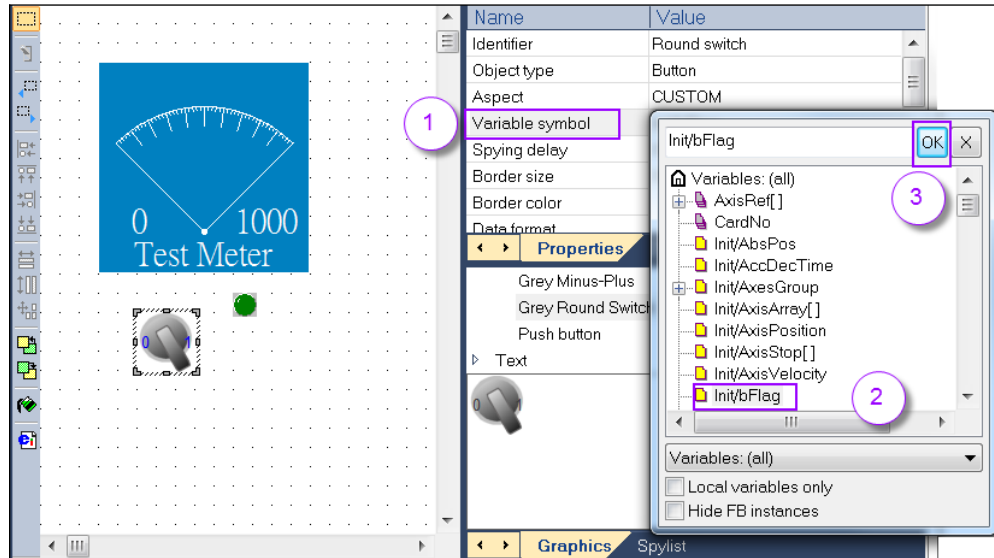 Name Value
Identifier Round switch
Object type Button
Aspect CUSTOM
1
Variable symbol
Spying delay
Border size
Border color
Data format
Properties
Grey Minus-Plus
Grey Round Switch
Push button
Text
0 1000
Test Meter
0 1
0 1
Init/bFlag OK X
3
Variables: (all)
AxisRef[]
CardNo
Init/AbsPos
Init/AccDecTime
Init/AxesGroup
Init/AxisArray[]
Init/AxisPosition
Init/AxisStop[]
Init/AxisVelocity
Init/bFlag
2
Variables: (all)
Local variables only
Hide FB instances
Graphics Spylist